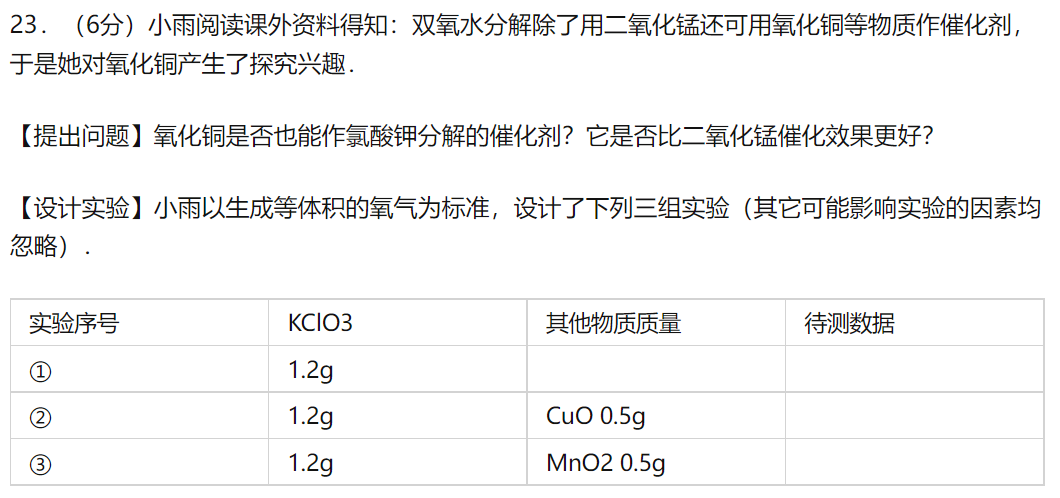 23．（6分）小雨阅读课外资料得知：双氧水分解除了用二氧化锰还可用氧化铜等物质作催化剂，
于是她对氧化铜产生了探究兴趣．
【提出问题】氧化铜是否也能作氯酸钾分解的催化剂？它是否比二氧化锰催化效果更好？
【设计实验】小雨以生成等体积的氧气为标准，设计了下列三组实验（其它可能影响实验的因素均
忽略）．
实验序号 KClO3 其他物质质量 待测数据
① 1.2g
② 1.2g CuO 0.5g
③ 1.2g MnO2 0.5g